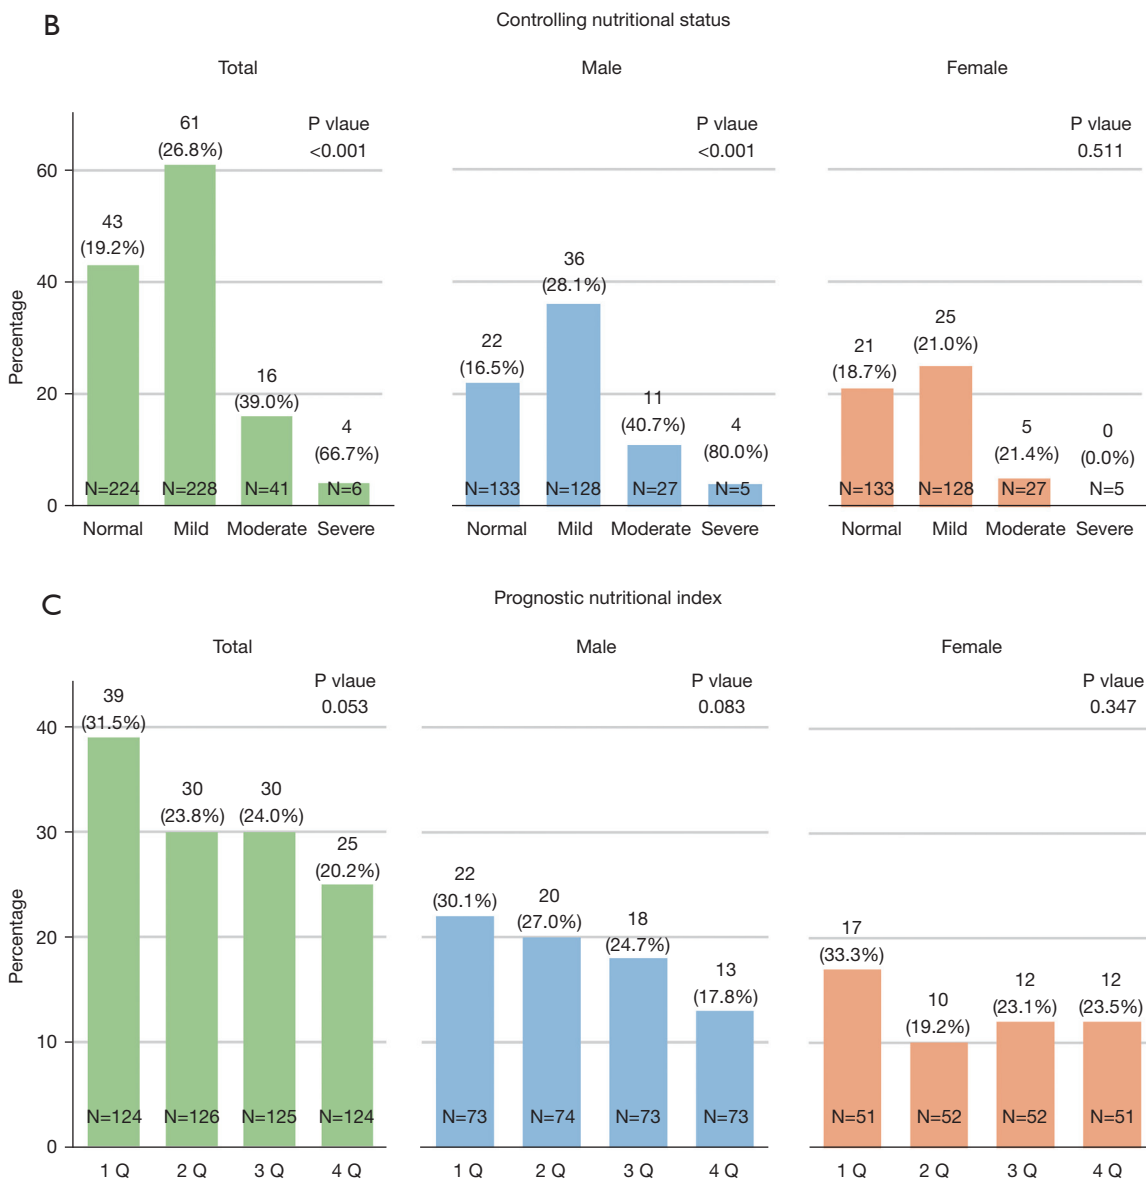 B
Controlling nutritional status
Total
Male
Female
P vlaue
<0.001
P vlaue
<0.001
P vlaue
0.511
Percentage
60
40
20
0
43
(19.2%)
61
(26.8%)
16
(39.0%)
4
(66.7%)
N=224
N=228
N=41
N=6
Normal
Mild
Moderate
Severe
22
(16.5%)
36
(28.1%)
11
(40.7%)
4
(80.0%)
N=133
N=128
N=27
N=5
Normal
Mild
Moderate
Severe
21
(18.7%)
25
(21.0%)
5
(21.4%)
0
(0.0%)
N=133
N=128
N=27
N=5
Normal
Mild
Moderate
Severe
C
Prognostic nutritional index
Total
Male
Female
P vlaue
0.053
P vlaue
0.083
P vlaue
0.347
Percentage
40
30
20
10
0
39
(31.5%)
30
(23.8%)
30
(24.0%)
25
(20.2%)
N=124
N=126
N=125
N=124
1 Q
2 Q
3 Q
4 Q
22
(30.1%)
20
(27.0%)
18
(24.7%)
13
(17.8%)
N=73
N=74
N=73
N=73
1 Q
2 Q
3 Q
4 Q
17
(33.3%)
10
(19.2%)
12
(23.1%)
12
(23.5%)
N=51
N=52
N=52
N=51
1 Q
2 Q
3 Q
4 Q